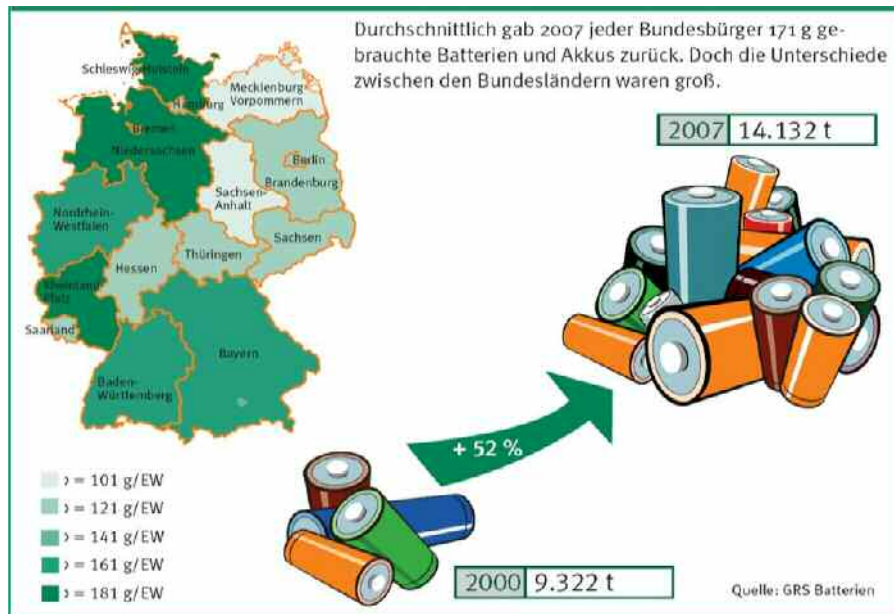 Durchschnittlich gab 2007 jeder Bundesbürger 171 g ge-
brauchte Batterien und Akkus zurück. Doch die Unterschiede
zwischen den Bundesländern waren groß.
2007 14.132 t
Schleswig-Holstein
Mecklenburg-
Vorpommern
Hamburg
Bremen
Niedersachsen
Berlin
Brandenburg
Sachsen-
Anhalt
Nordrhein-
Westfalen
Sachsen
Thüringen
Hessen
Rheinland-
Pfalz
Saarland
Bayern
Baden-
Württemberg
+ 52 %
> = 101 g/EW
> = 121 g/EW
> = 141 g/EW
> = 161 g/EW
> = 181 g/EW
2000 9.322 t
Quelle: GRS Batterien